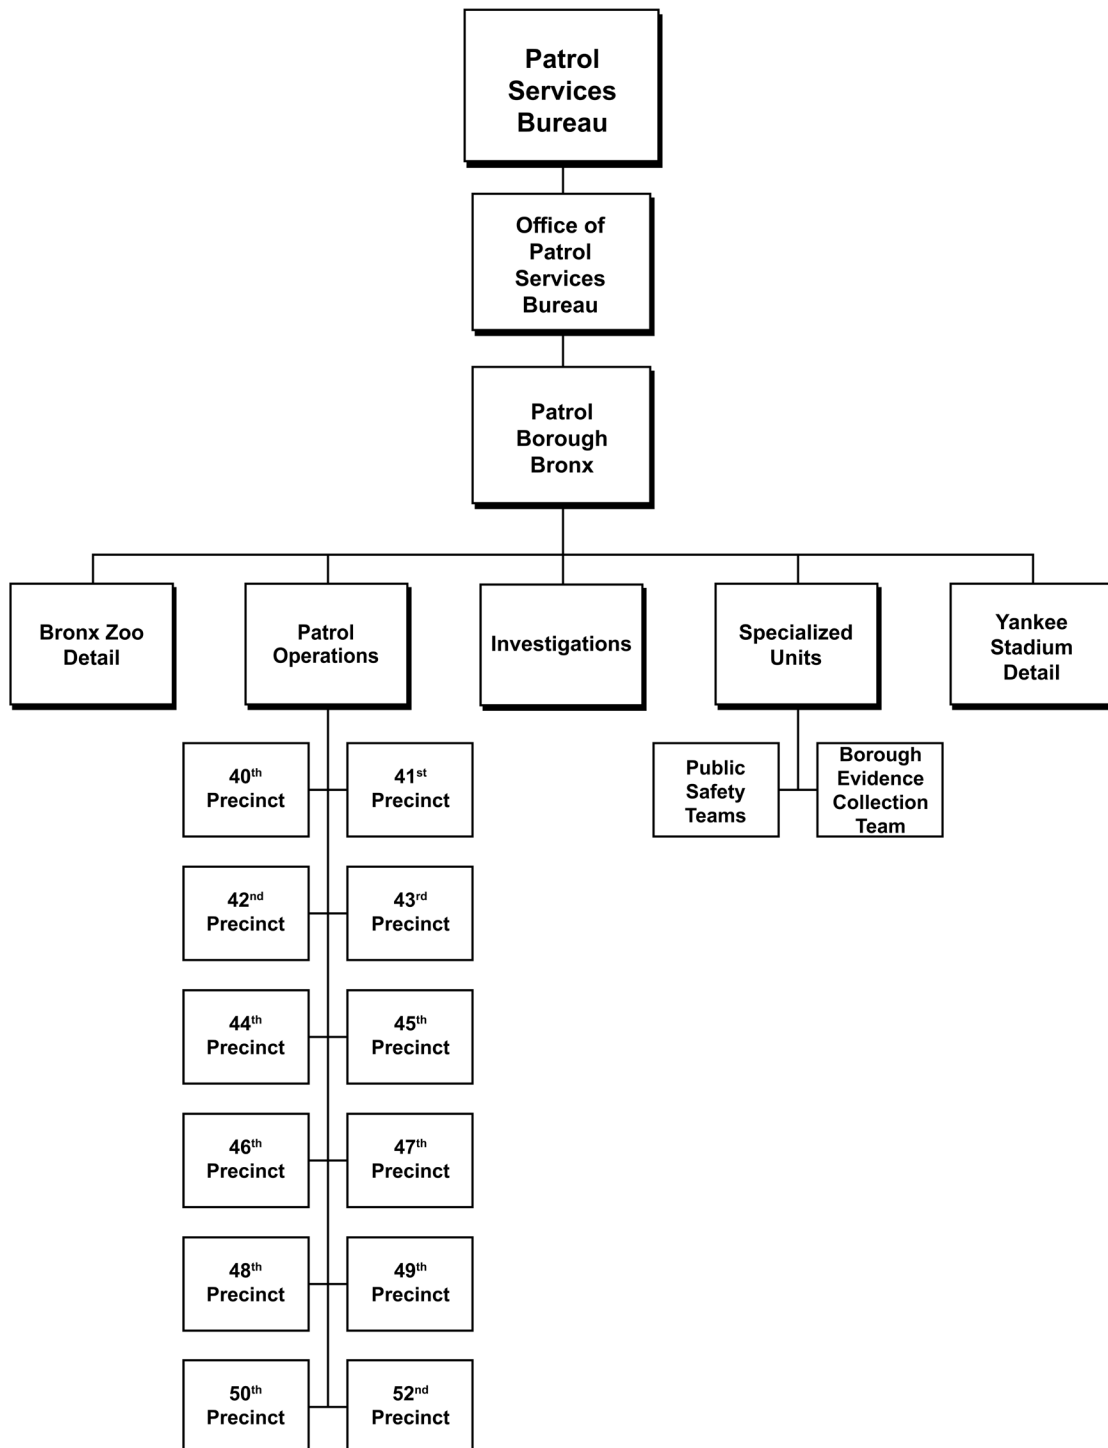 Patrol
Services
Bureau
Office of
Patrol
Services
Bureau
Patrol
Borough
Bronx
Bronx Zoo
Detail
Patrol
Operations
Investigations
Specialized
Units
Yankee
Stadium
Detail
40th
Precinct
41st
Precinct
Public
Safety
Teams
Borough
Evidence
Collection
Team
42nd
Precinct
43rd
Precinct
44th
Precinct
45th
Precinct
46th
Precinct
47th
Precinct
48th
Precinct
49th
Precinct
50th
Precinct
52nd
Precinct